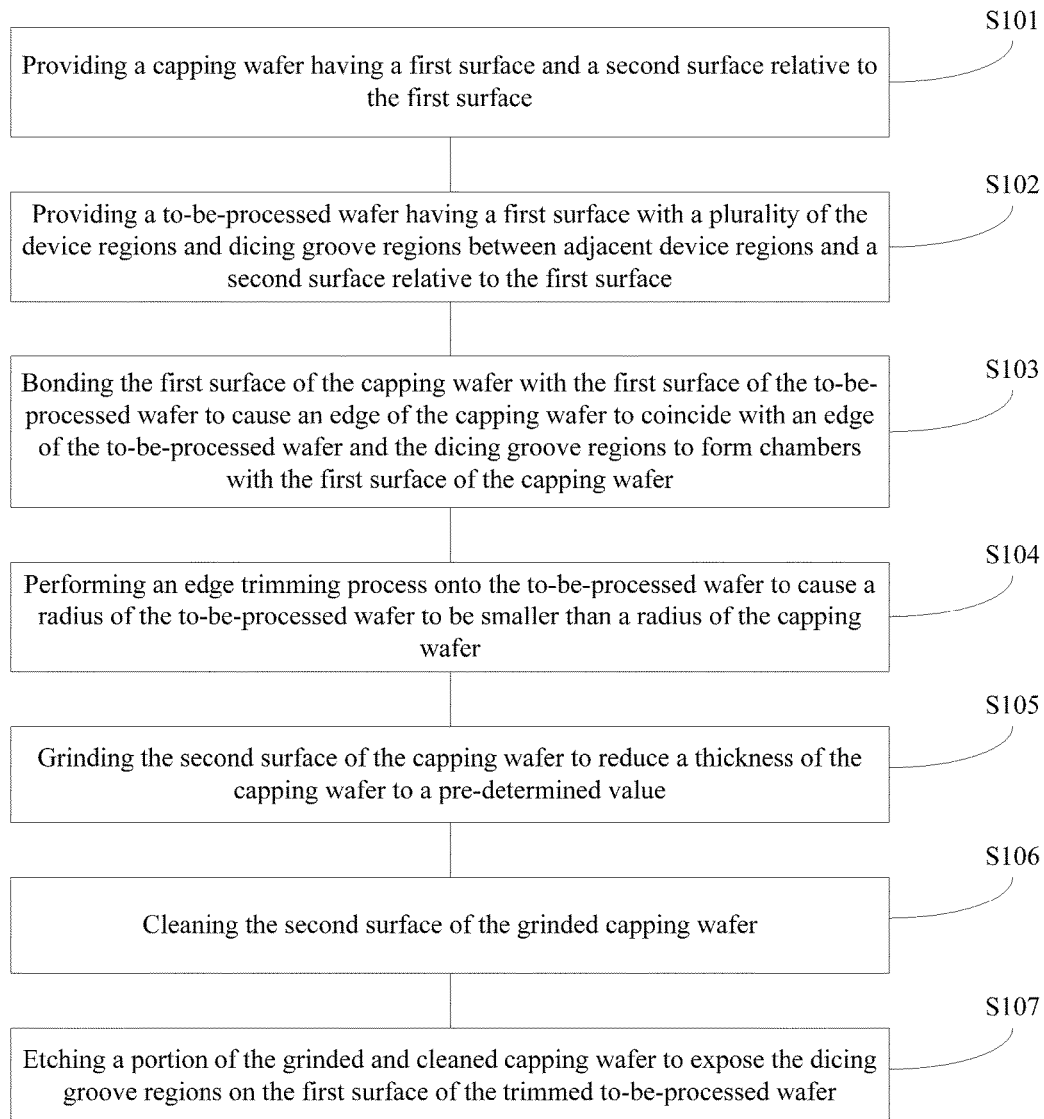 S101
Providing a capping wafer having a first surface and a second surface relative to
the first surface
S102
Providing a to-be-processed wafer having a first surface with a plurality of the
device regions and dicing groove regions between adjacent device regions and a
second surface relative to the first surface
S103
Bonding the first surface of the capping wafer with the first surface of the to-be-
processed wafer to cause an edge of the capping wafer to coincide with an edge
of the to-be-processed wafer and the dicing groove regions to form chambers
with the first surface of the capping wafer
S104
Performing an edge trimming process onto the to-be-processed wafer to cause a
radius of the to-be-processed wafer to be smaller than a radius of the capping
wafer
S105
Grinding the second surface of the capping wafer to reduce a thickness of the
capping wafer to a pre-determined value
S106
Cleaning the second surface of the grinded capping wafer
S107
Etching a portion of the grinded and cleaned capping wafer to expose the dicing
groove regions on the first surface of the trimmed to-be-processed wafer